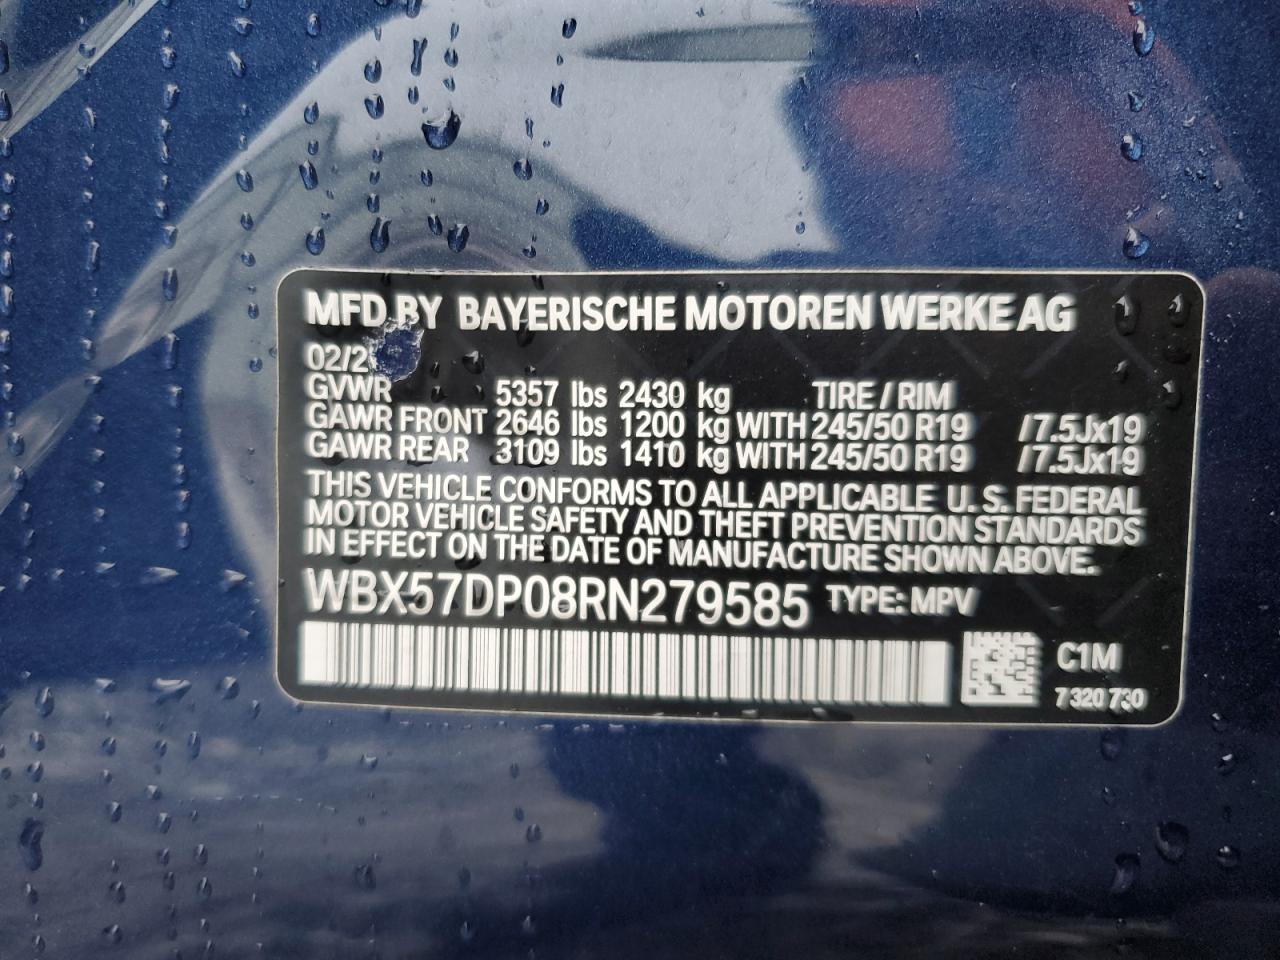 MFD BY BAYERISCHE MOTOREN WERKE AG
02/2
GVWR 5357 lbs 2430 kg TIRE / RIM
GAWR FRONT 2646 lbs 1200 kg WITH 245/50 R19 /7.5Jx19
GAWR REAR 3109 lbs 1410 kg WITH 245/50 R19 /7.5Jx19
THIS VEHICLE CONFORMS TO ALL APPLICABLE U.S. FEDERAL
MOTOR VEHICLE SAFETY AND THEFT PREVENTION STANDARDS
IN EFFECT ON THE DATE OF MANUFACTURE SHOWN ABOVE.
WBX57DP08RN279585 TYPE: MPV
C1M
7 320 730